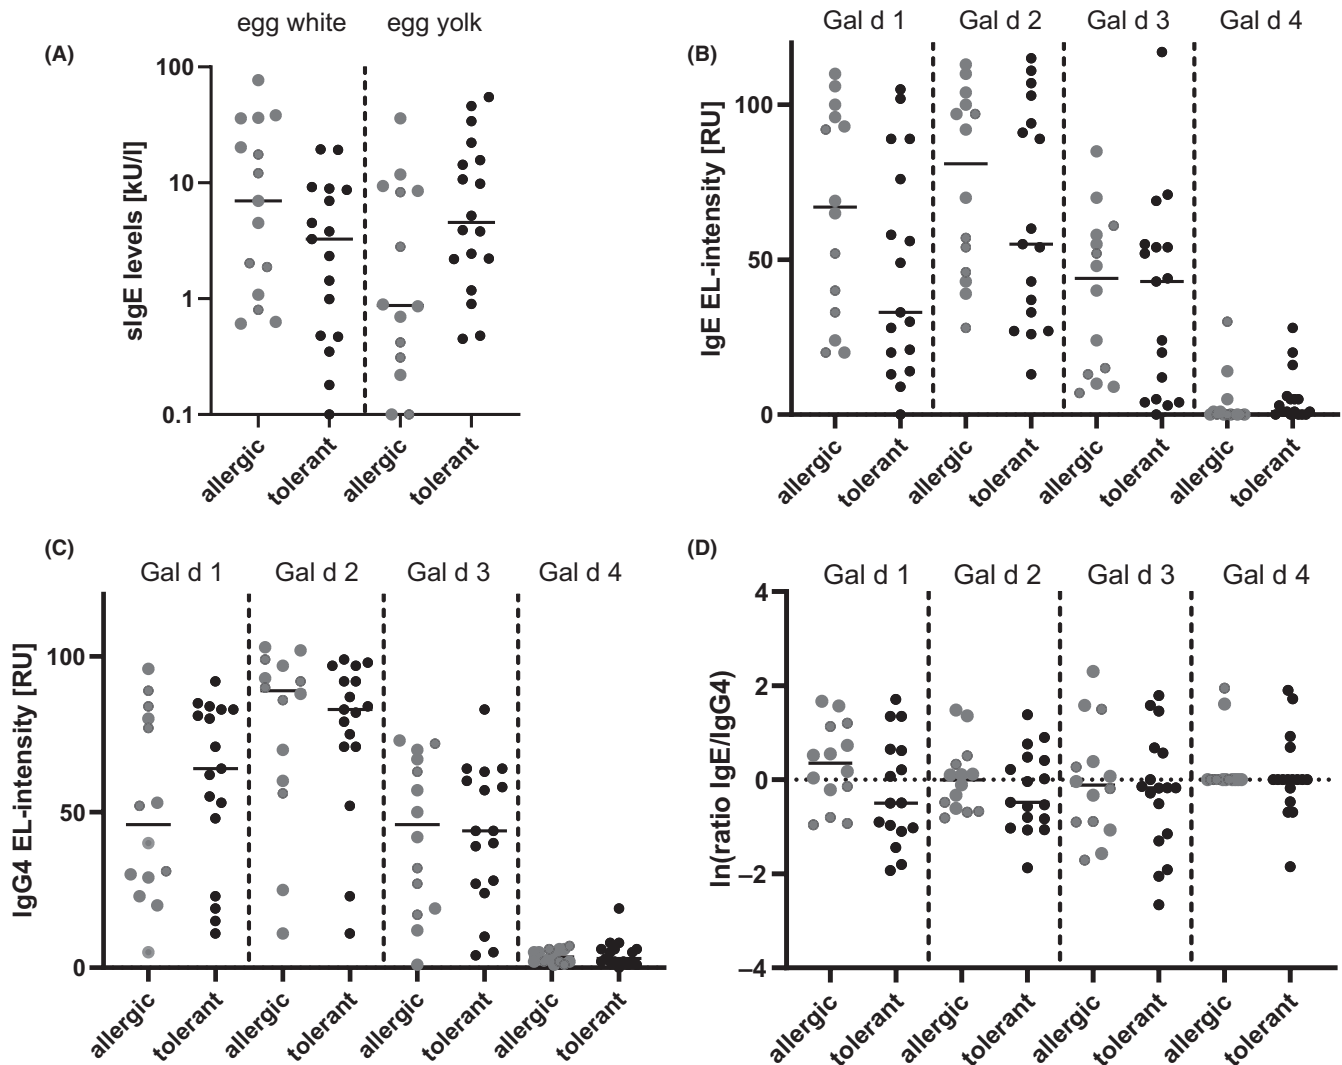 (A)
egg white egg yolk
sIgE levels [kU/l]
100
10
1
0.1
allergic tolerant allergic tolerant
(B)
Gal d 1 Gal d 2 Gal d 3 Gal d 4
IgE EL-intensity [RU]
100
50
0
allergic tolerant allergic tolerant allergic tolerant allergic tolerant
(C)
Gal d 1 Gal d 2 Gal d 3 Gal d 4
IgG4 EL-intensity [RU]
100
50
0
allergic tolerant allergic tolerant allergic tolerant allergic tolerant
(D)
Gal d 1 Gal d 2 Gal d 3 Gal d 4
ln(ratio IgE/IgG4)
4
2
0
–2
–4
allergic tolerant allergic tolerant allergic tolerant allergic tolerant